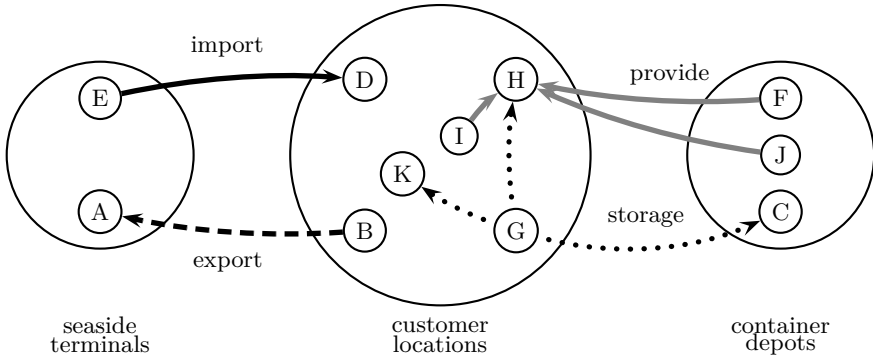 import
E
D
H
provide
F
I
J
K
A
B
G
storage
C
export
seaside
terminals
customer
locations
container
depots